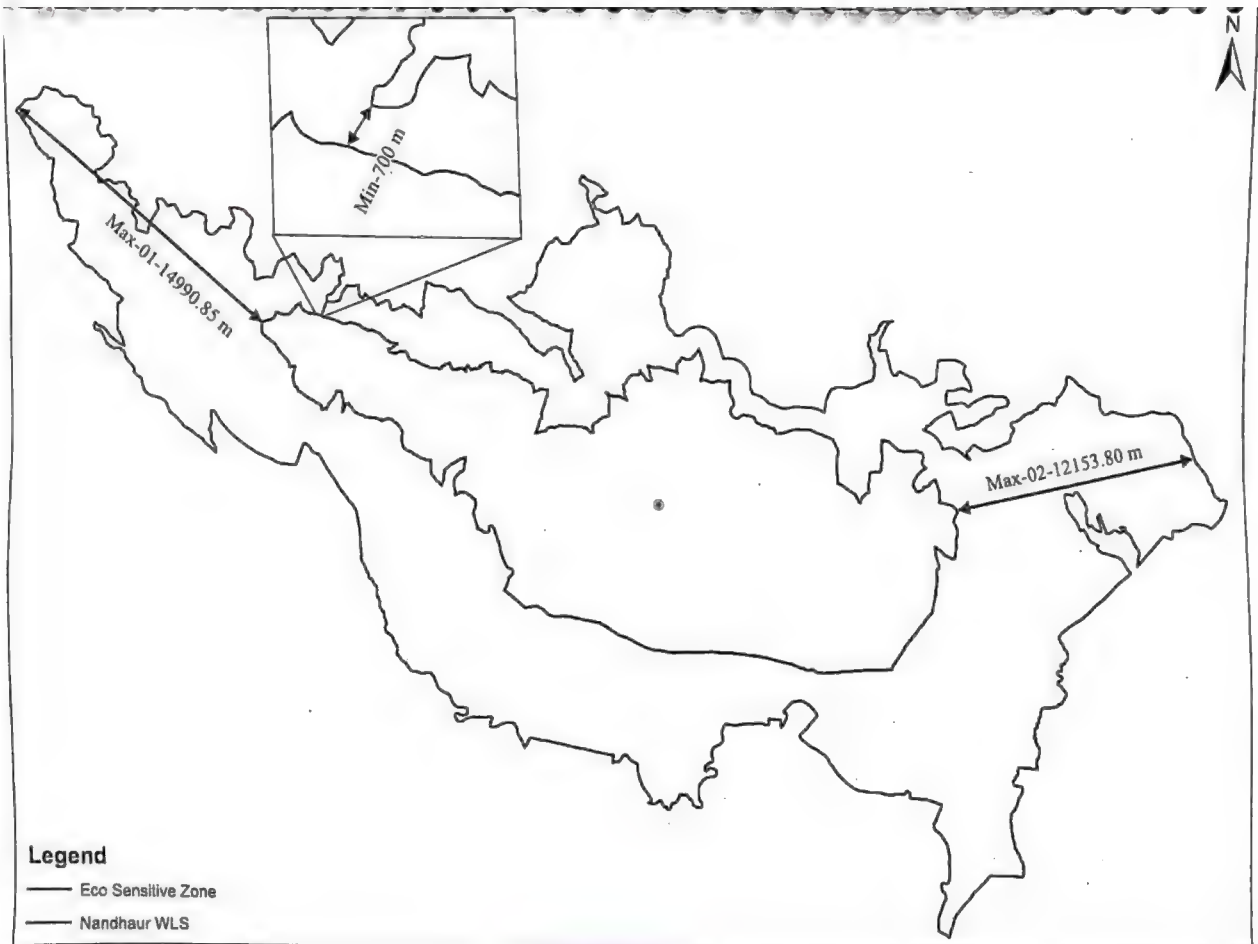 N
Min-700 m
Max-01-14990.85 m
Max-02-12153.80 m
Legend
Eco Sensitive Zone
Nandhaur WLS